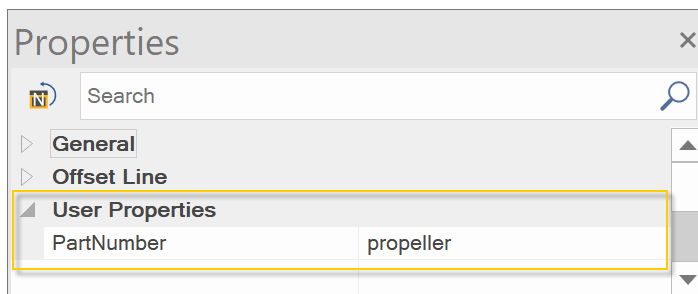 Properties
N
Search
General
Offset Line
User Properties
PartNumber propeller